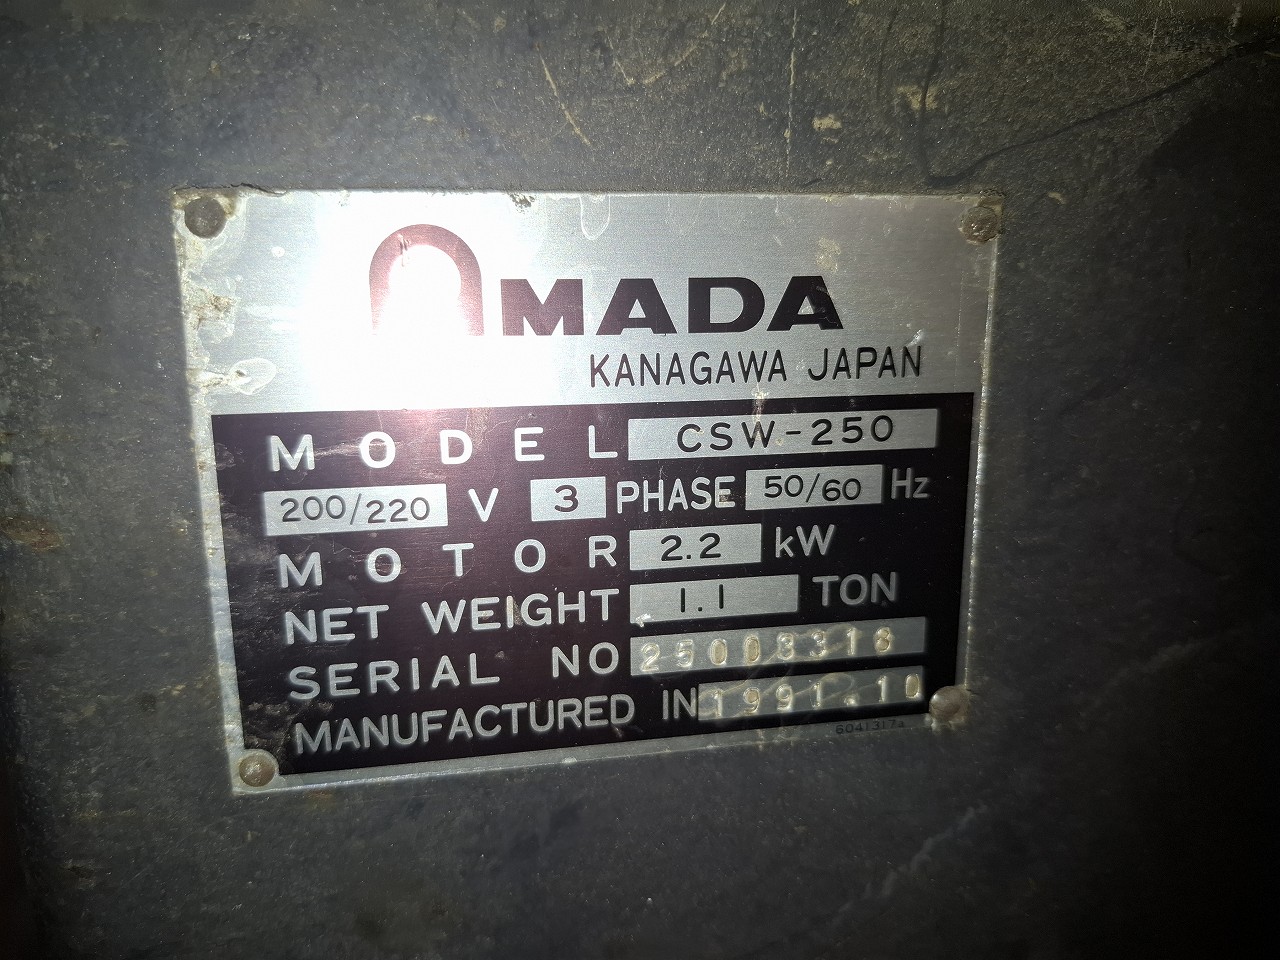 AMADA
KANAGAWA JAPAN
MODEL CSW-250
200/220 V 3 PHASE 50/60 Hz
MOTOR 2.2 kW
NET WEIGHT 1.1 TON
SERIAL NO 25008318
MANUFACTURED IN 1991.10
6041317a